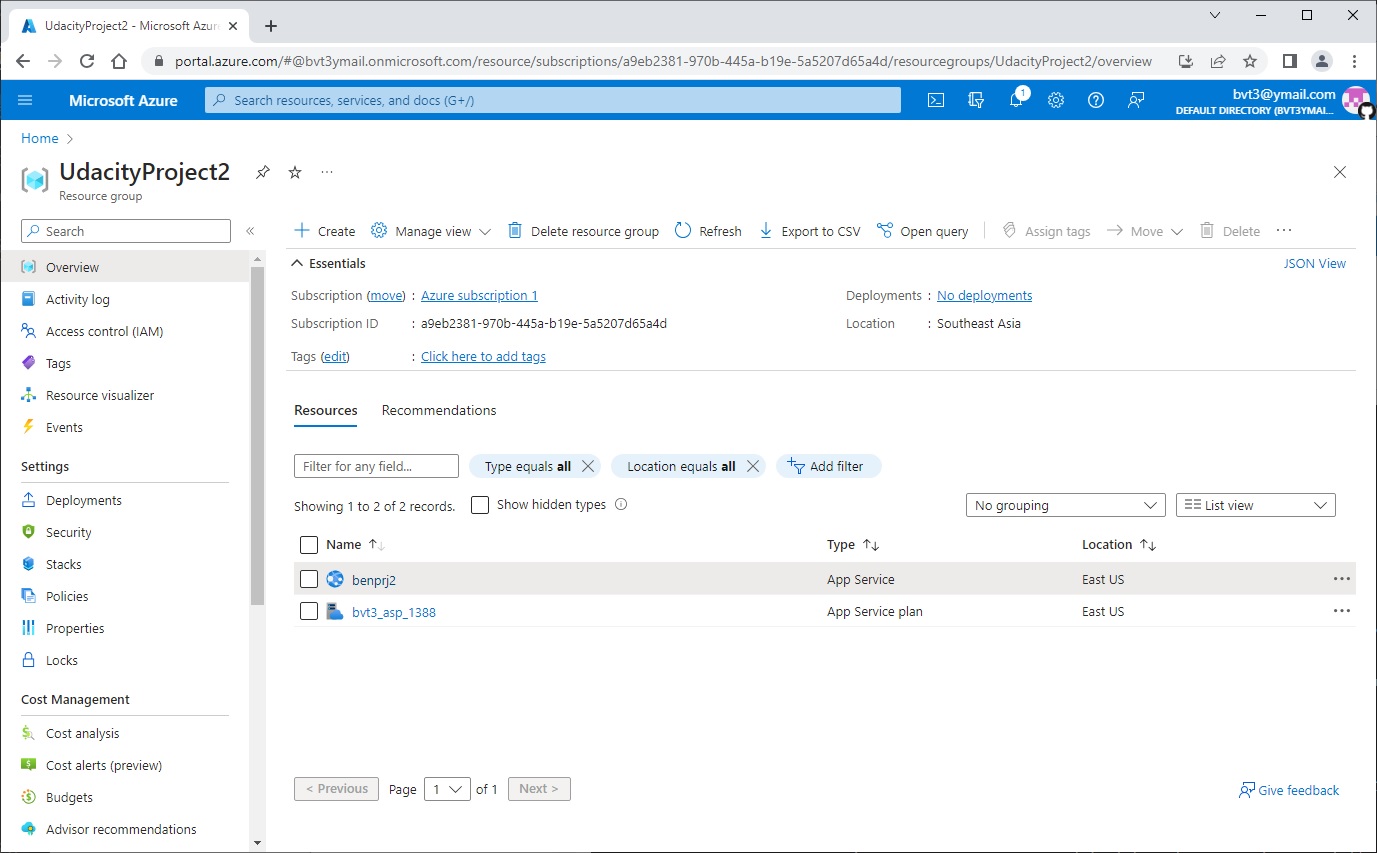 UdacityProject2 - Microsoft Azure
portal.azure.com/#@bvt3ymail.onmicrosoft.com/resource/subscriptions/a9eb2381-970b-445a-b19e-5a5207d65a4d/resourcegroups/UdacityProject2/overview
Microsoft Azure
Search resources, services, and docs (G+/)
1
bvt3@ymail.com
DEFAULT DIRECTORY (BVT3YMAI...
Home >
UdacityProject2
...
Resource group
Search
«
Overview
Activity log
Access control (IAM)
Tags
Resource visualizer
Events
Settings
Deployments
Security
Stacks
Policies
Properties
Locks
Cost Management
Cost analysis
Cost alerts (preview)
Budgets
Advisor recommendations
Create Manage view Delete resource group Refresh Export to CSV Open query Assign tags Move Delete ...
Essentials
JSON View
Subscription (move) : Azure subscription 1
Deployments : No deployments
Subscription ID : a9eb2381-970b-445a-b19e-5a5207d65a4d
Location : Southeast Asia
Tags (edit) : Click here to add tags
Resources Recommendations
Filter for any field... Type equals all Location equals all Add filter
Showing 1 to 2 of 2 records. Show hidden types No grouping List view
Name Type Location
benprj2 App Service East US ...
bvt3_asp_1388 App Service plan East US ...
< Previous Page 1 of 1 Next >
Give feedback